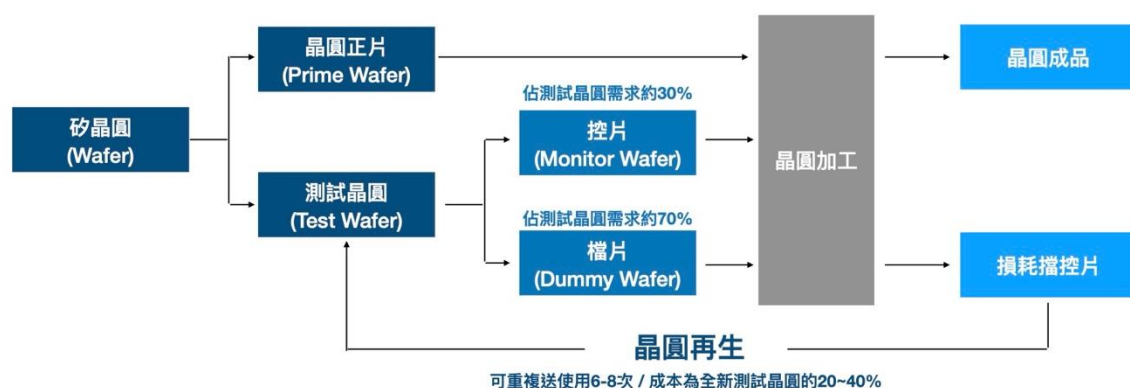 晶圓正片
(Prime Wafer)
晶圓成品
佔測試晶圓需求約30%
矽晶圓
(Wafer)
控片
(Monitor Wafer)
晶圓加工
測試晶圓
(Test Wafer)
佔測試晶圓需求約70%
檔片
(Dummy Wafer)
損耗擋控片
晶圓再生
可重複送使用6-8次 / 成本為全新測試晶圓的20~40%